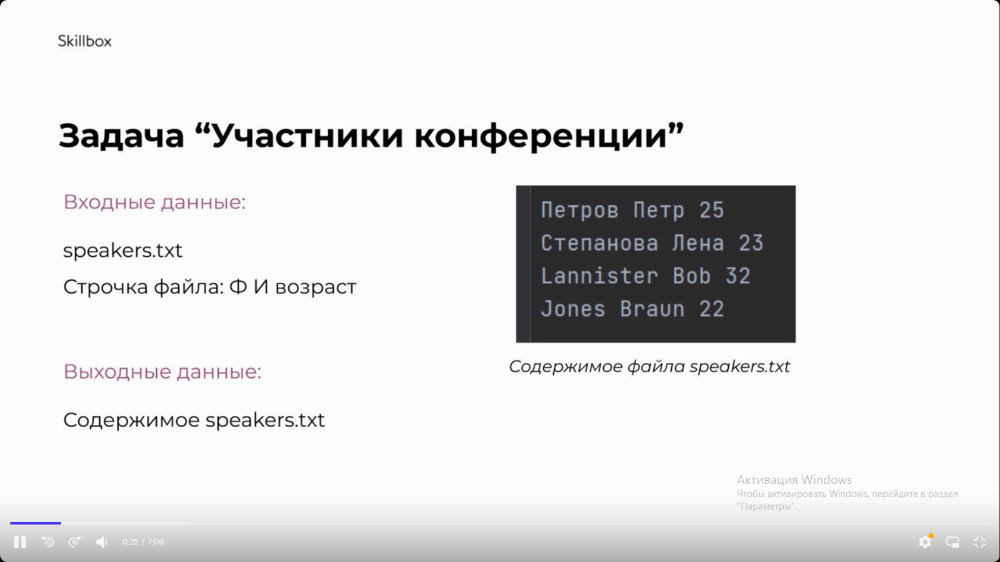 Skillbox
Задача “Участники конференции”
Входные данные:
speakers.txt
Строчка файла: Ф И возраст
Выходные данные:
Содержимое speakers.txt
Петров Петр 25
Степанова Лена 23
Lannister Bob 32
Jones Braun 22
Содержимое файла speakers.txt
Активация Windows
Чтобы активировать Windows, перейдите в раздел
"Параметры".
10
10
0:22 / 7:06